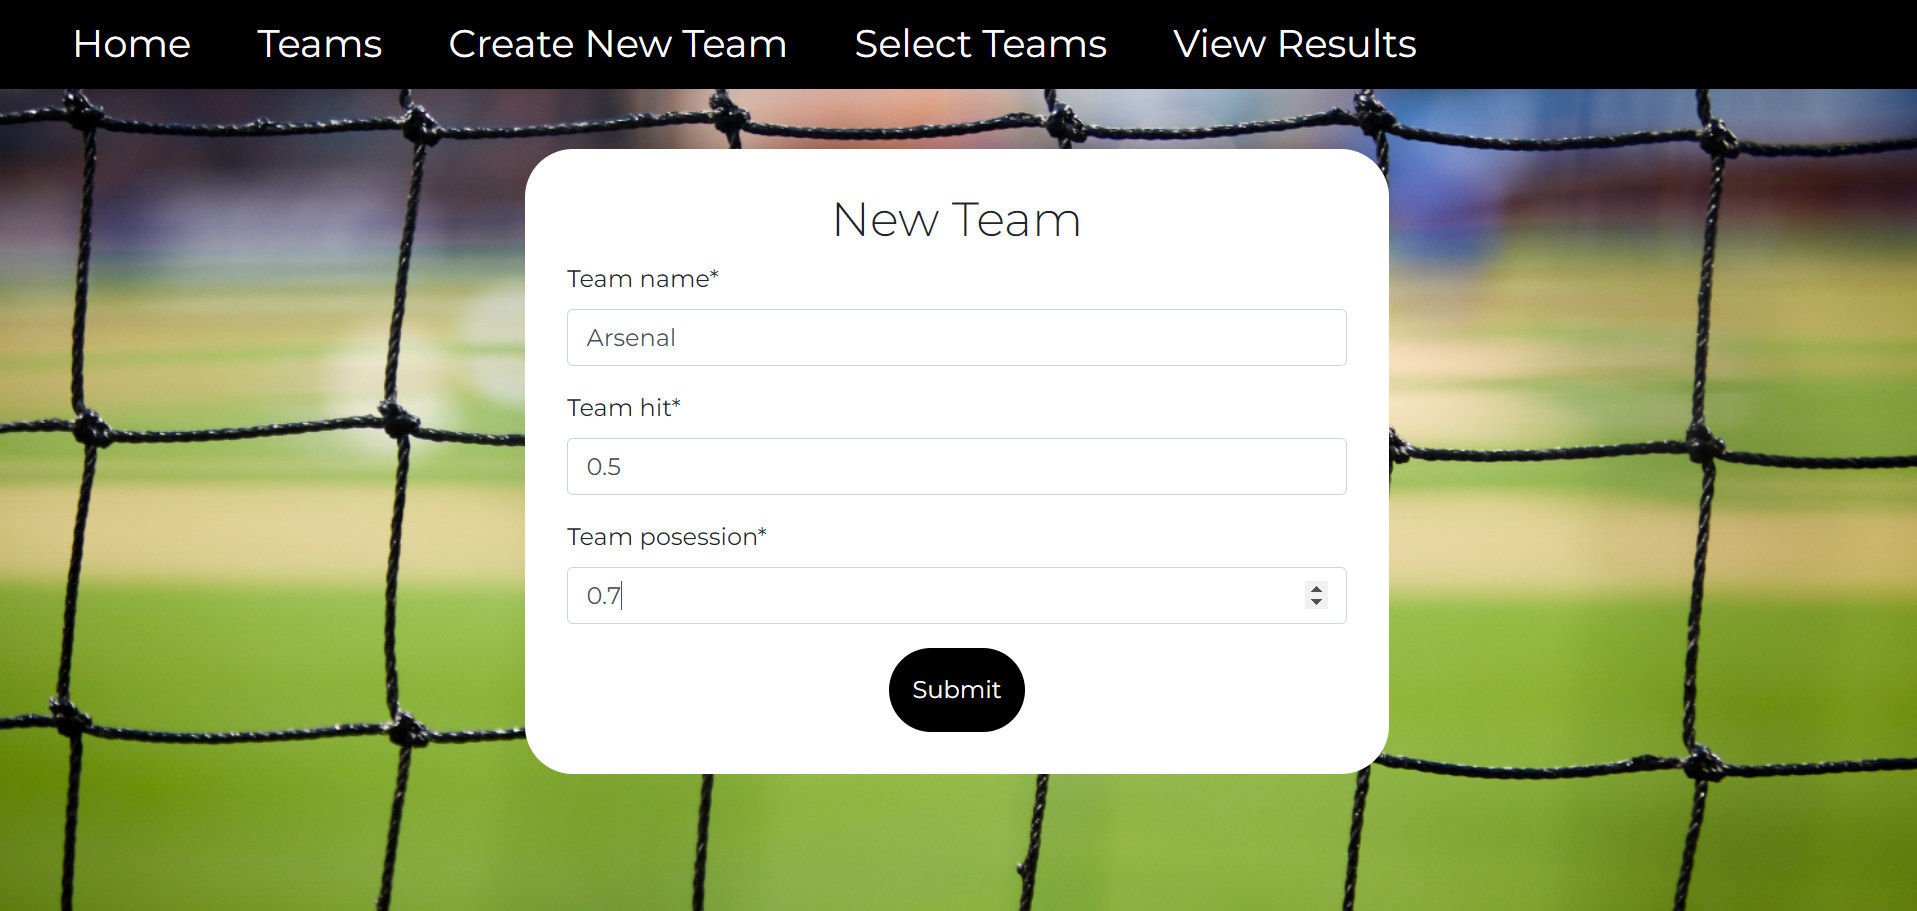 Home Teams Create New Team Select Teams View Results
New Team
Team name*
Arsenal
Team hit*
0.5
Team posession*
0.7
Submit